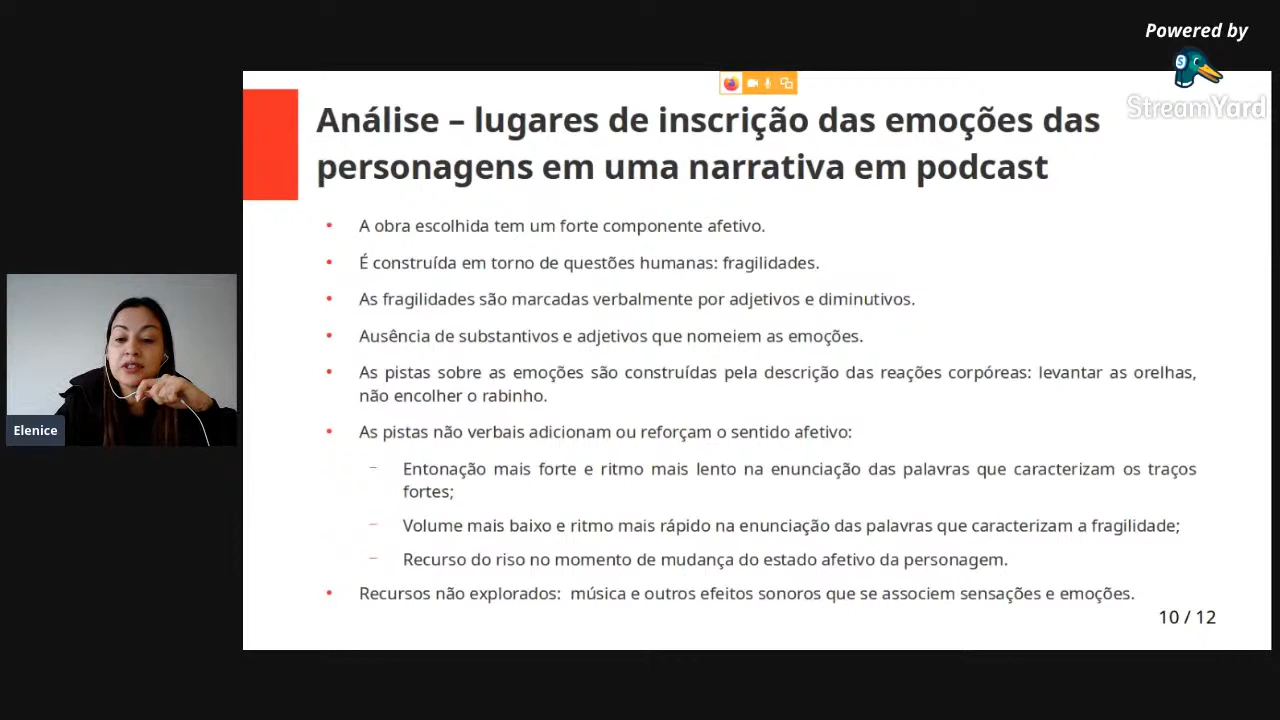 Powered by
StreamYard
Análise – lugares de inscrição das emoções das
personagens em uma narrativa em podcast
• A obra escolhida tem um forte componente afetivo.
• É construída em torno de questões humanas: fragilidades.
• As fragilidades são marcadas verbalmente por adjetivos e diminutivos.
• Ausência de substantivos e adjetivos que nomeiem as emoções.
• As pistas sobre as emoções são construídas pela descrição das reações corpóreas: levantar as orelhas,
não encolher o rabinho.
• As pistas não verbais adicionam ou reforçam o sentido afetivo:
– Entonação mais forte e ritmo mais lento na enunciação das palavras que caracterizam os traços
fortes;
– Volume mais baixo e ritmo mais rápido na enunciação das palavras que caracterizam a fragilidade;
– Recurso do riso no momento de mudança do estado afetivo da personagem.
• Recursos não explorados: música e outros efeitos sonoros que se associem sensações e emoções.
10 / 12
Elenice